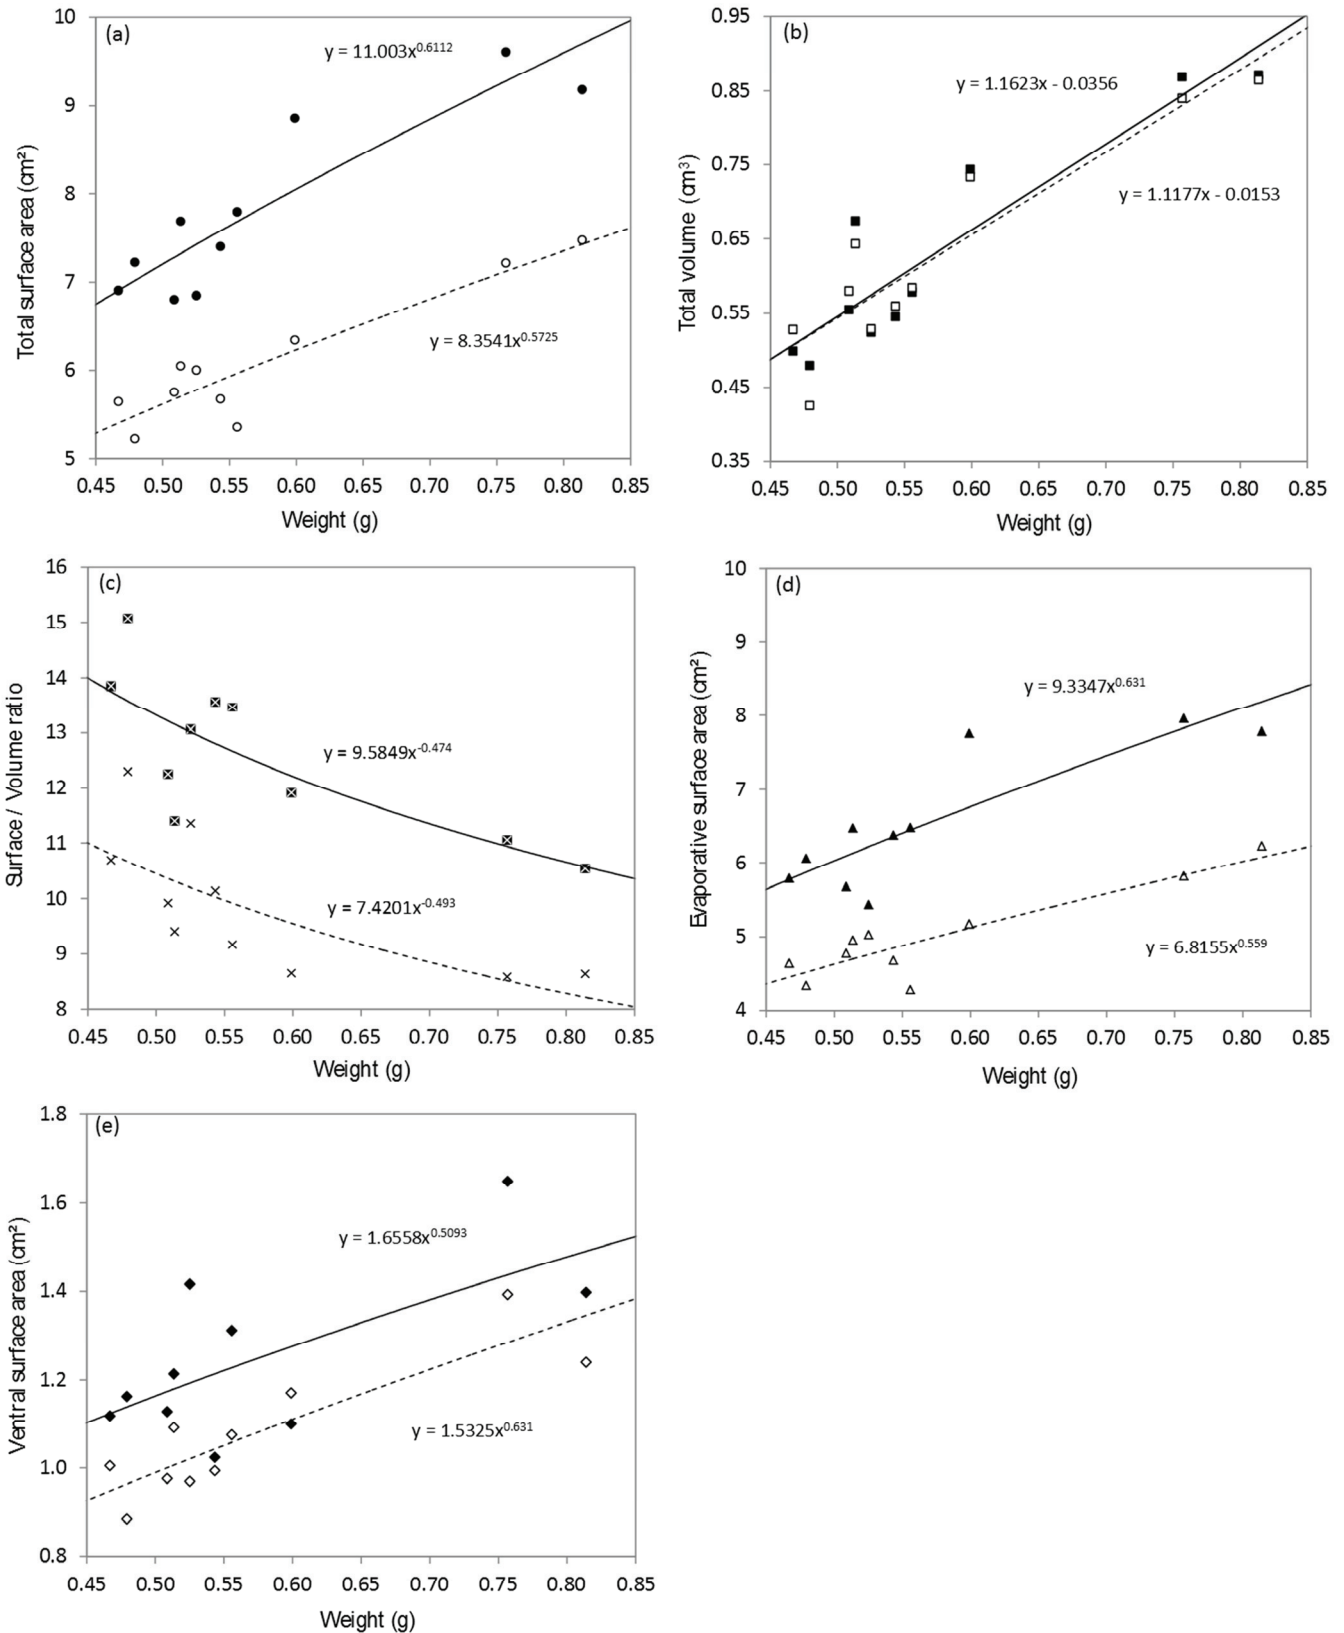 (a)
y = 11.003x^0.6112
y = 8.3541x^0.5725
10
9
8
7
6
5
0.45 0.50 0.55 0.60 0.65 0.70 0.75 0.80 0.85
Weight (g)
Total surface area (cm²)
(b)
y = 1.1623x - 0.0356
y = 1.1177x - 0.0153
0.95
0.85
0.75
0.65
0.55
0.45
0.35
0.45 0.50 0.55 0.60 0.65 0.70 0.75 0.80 0.85
Weight (g)
Total volume (cm³)
(c)
y = 9.5849x^-0.474
y = 7.4201x^-0.493
16
15
14
13
12
11
10
9
8
0.45 0.50 0.55 0.60 0.65 0.70 0.75 0.80 0.85
Weight (g)
Surface / Volume ratio
(d)
y = 9.3347x^0.631
y = 6.8155x^0.559
10
9
8
7
6
5
4
0.45 0.50 0.55 0.60 0.65 0.70 0.75 0.80 0.85
Weight (g)
Evaporative surface area (cm²)
(e)
y = 1.6558x^0.5093
y = 1.5325x^0.631
1.8
1.6
1.4
1.2
1.0
0.8
0.45 0.50 0.55 0.60 0.65 0.70 0.75 0.80 0.85
Weight (g)
Ventral surface area (cm²)